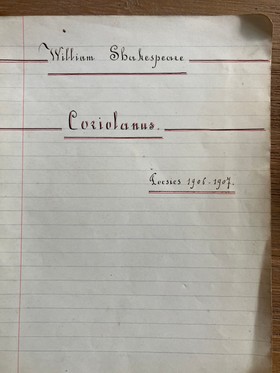 William Shakespeare
Coriolanus.
1906-1907.